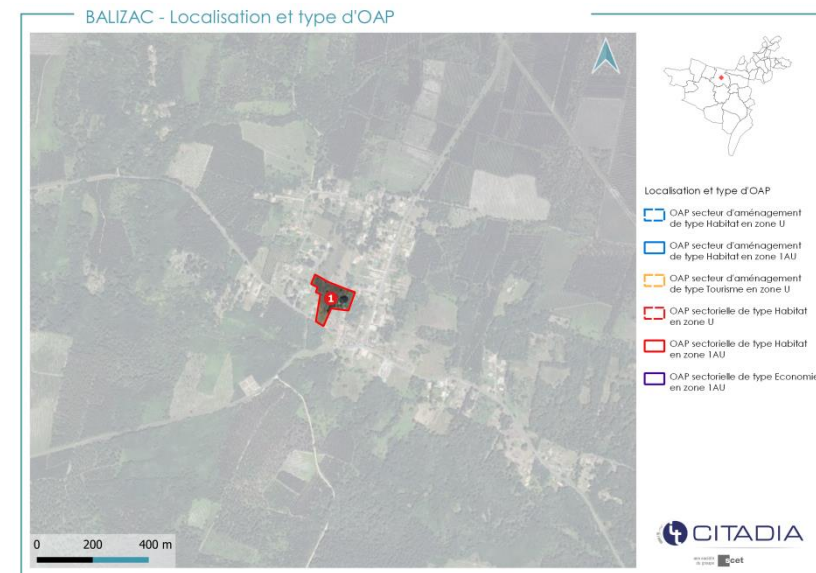 BALIZAC - Localisation et type d'OAP
1
0 200 400 m
Localisation et type d'OAP
OAP secteur d'aménagement
de type Habitat en zone U
OAP secteur d'aménagement
de type Habitat en zone 1AU
OAP secteur d'aménagement
de type Tourisme en zone U
OAP sectorielle de type Habitat
en zone U
OAP sectorielle de type Habitat
en zone 1AU
OAP sectorielle de type Economie
en zone 1AU
CITADIA
scet